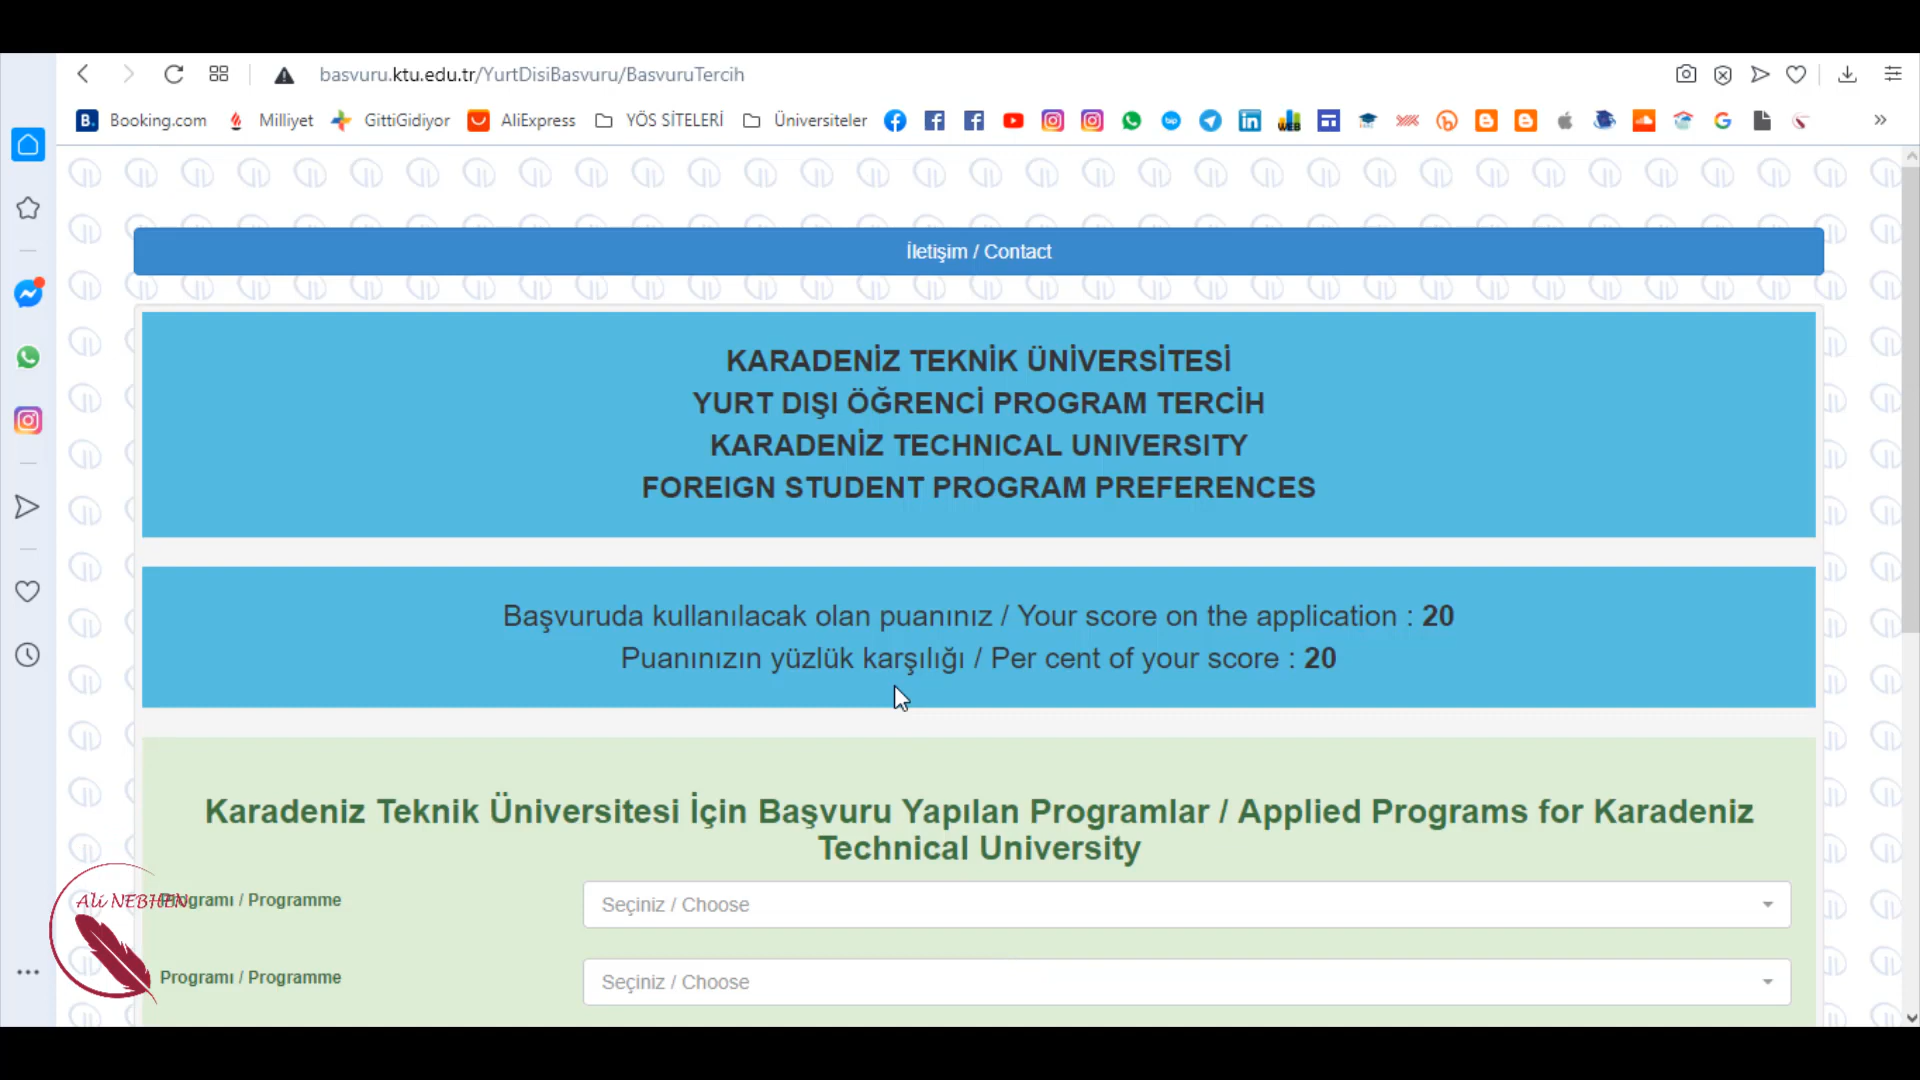 basvuru.ktu.edu.tr/YurtDisiBasvuru/BasvuruTercih
B. Booking.com Milliyet GittiGidiyor AliExpress YÖS SİTELERİ Üniversiteler
İletişim / Contact
KARADENİZ TEKNİK ÜNİVERSİTESİ
YURT DIŞI ÖĞRENCİ PROGRAM TERCİH
KARADENİZ TECHNICAL UNIVERSITY
FOREIGN STUDENT PROGRAM PREFERENCES
Başvuruda kullanılacak olan puanınız / Your score on the application : 20
Puanınızın yüzlük karşılığı / Per cent of your score : 20
Karadeniz Teknik Üniversitesi İçin Başvuru Yapılan Programlar / Applied Programs for Karadeniz
Technical University
Ali NEBHEN
/ Programme
Seçiniz / Choose
Programı / Programme
Seçiniz / Choose